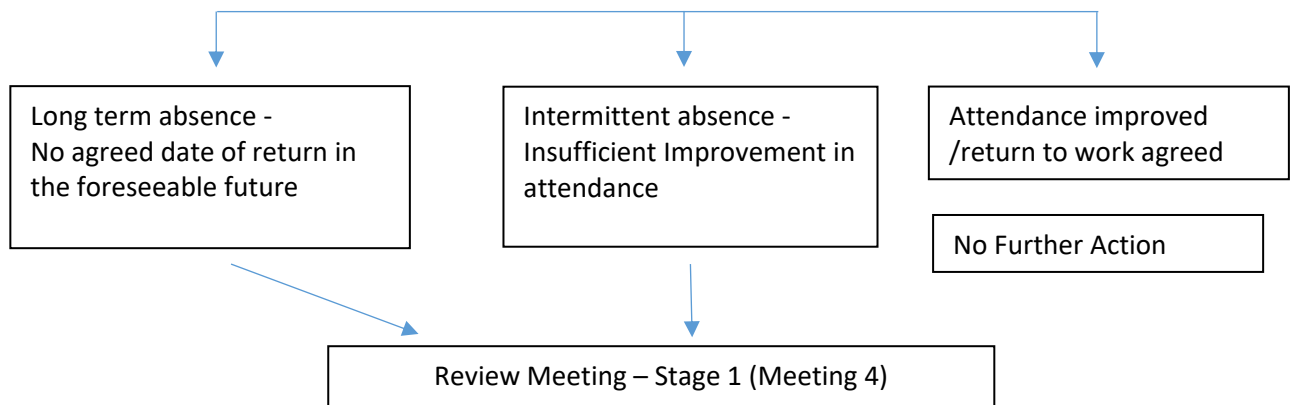 Long term absence -
No agreed date of return in
the foreseeable future
Intermittent absence -
Insufficient Improvement in
attendance
Attendance improved
/return to work agreed
No Further Action
Review Meeting – Stage 1 (Meeting 4)